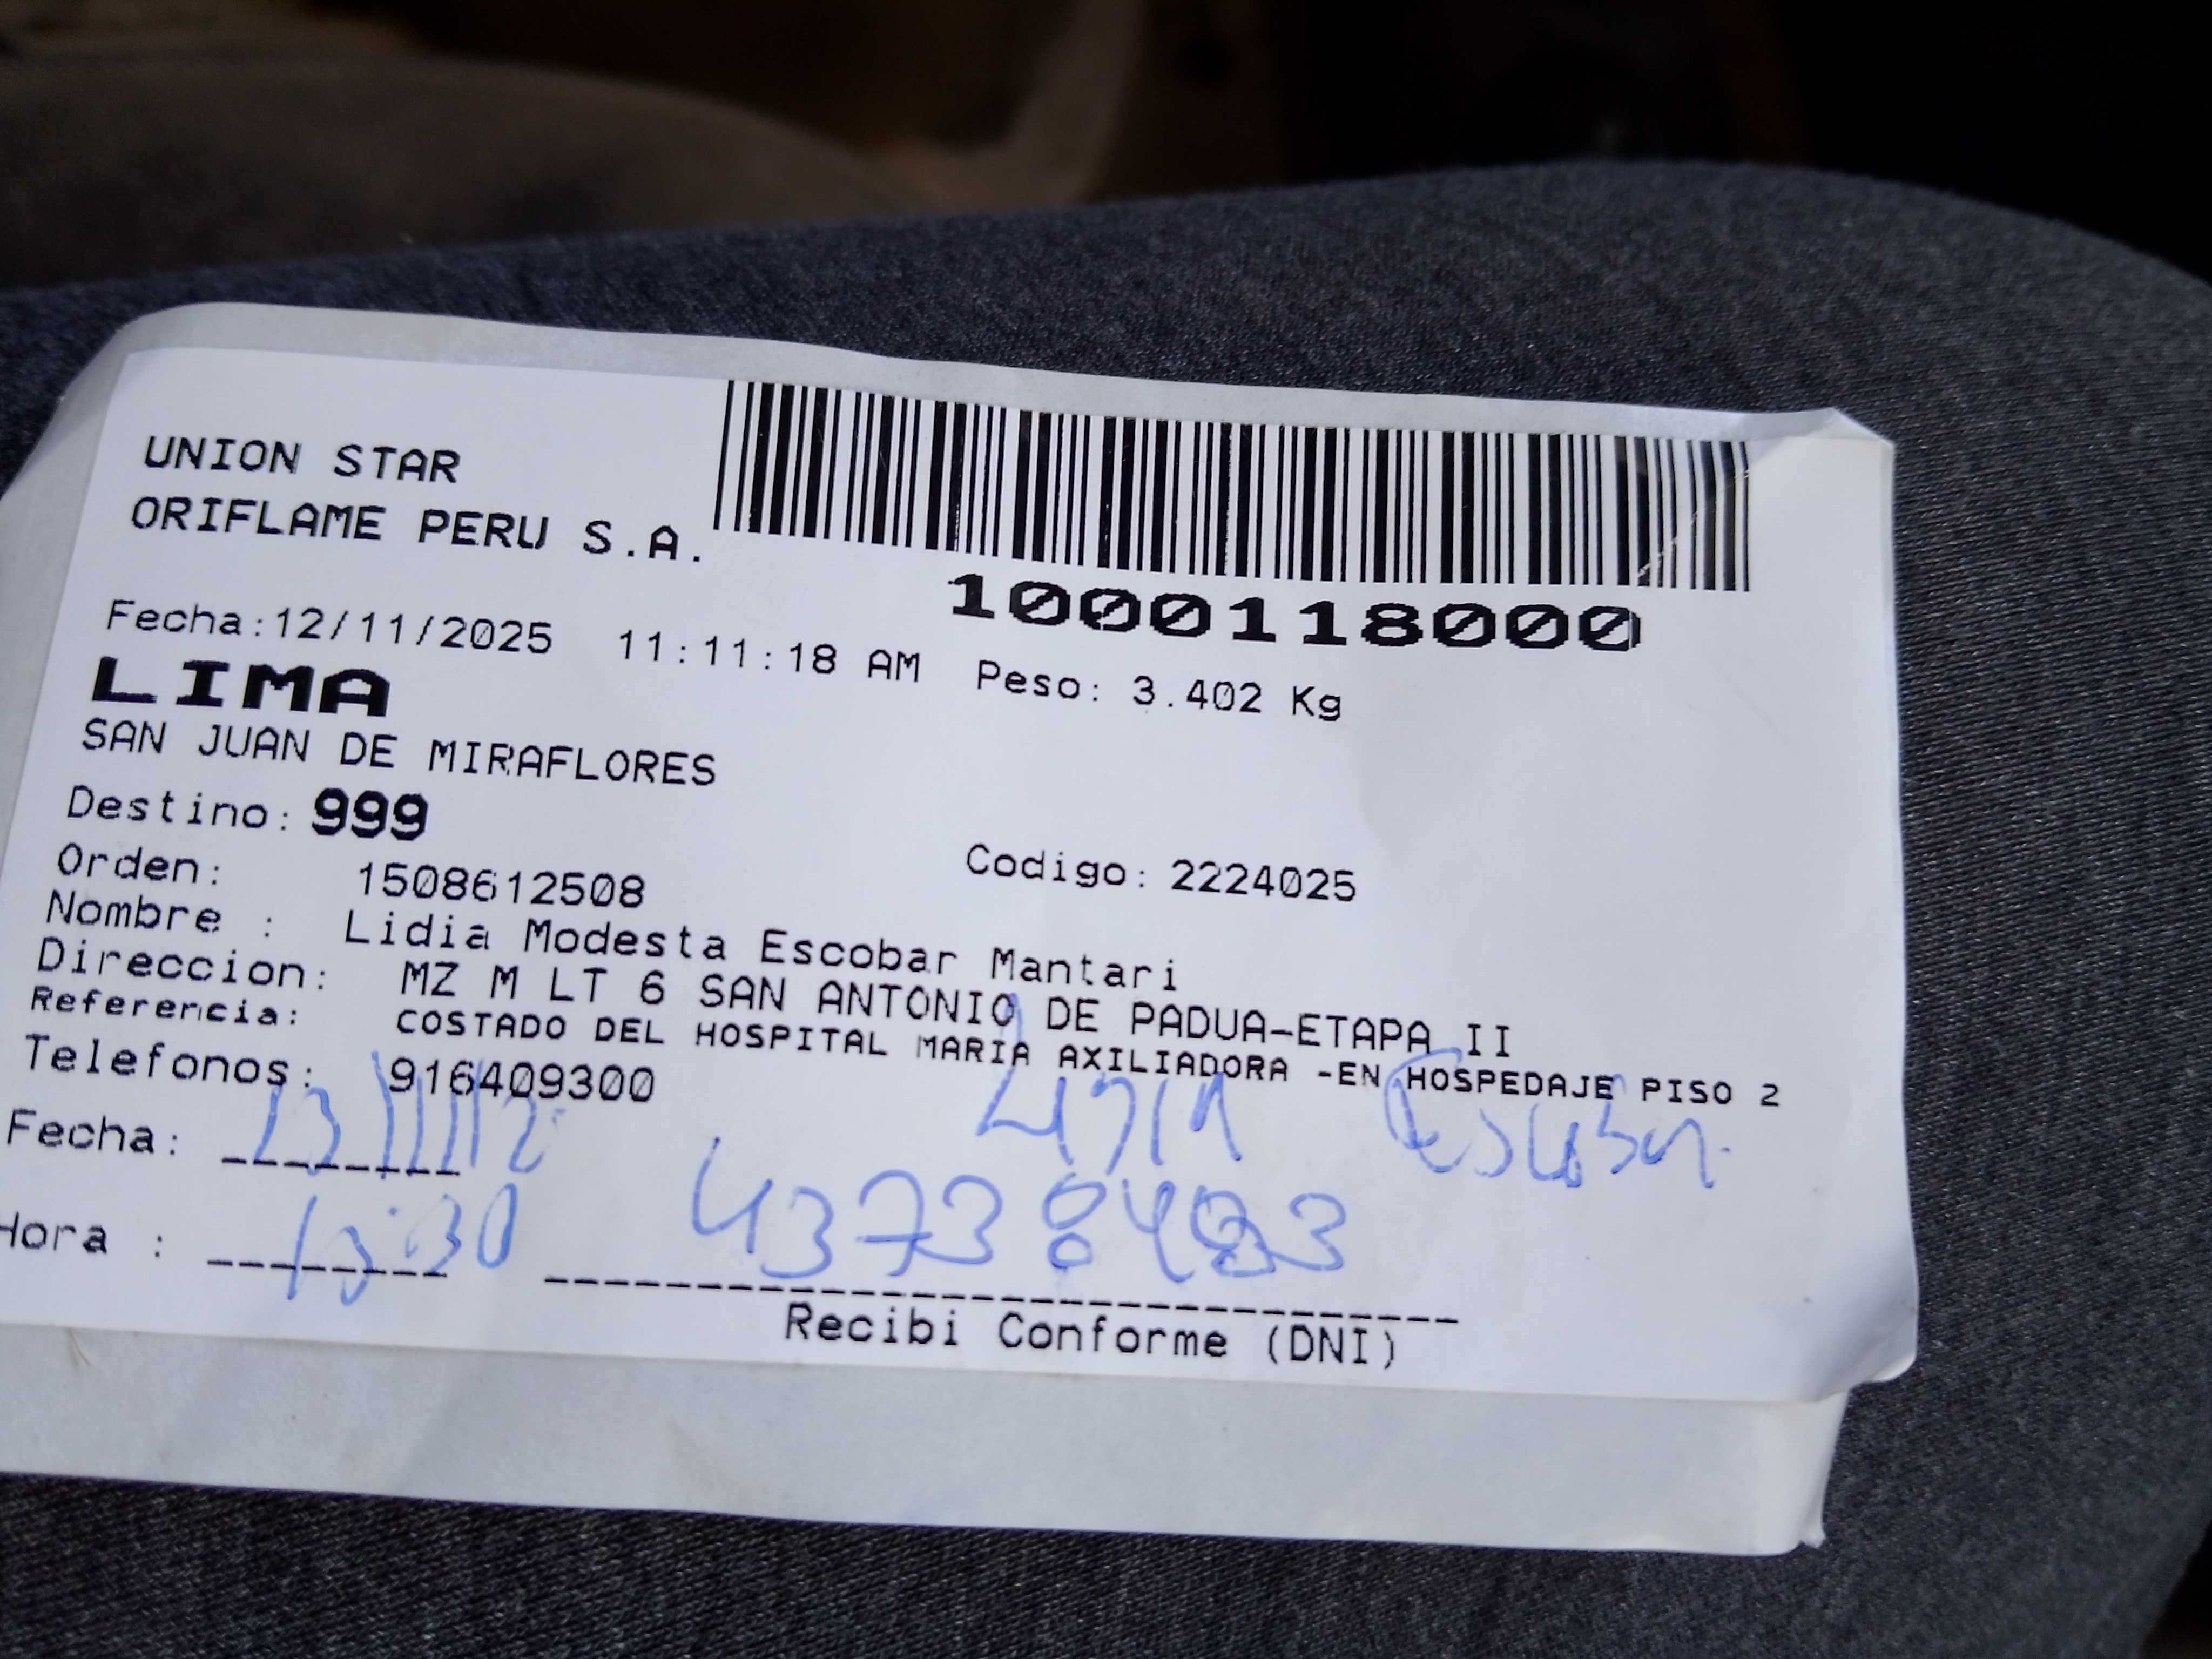 UNION STAR
ORIFLAME PERU S.A.
1000118000
Fecha:12/11/2025 11:11:18 AM Peso: 3.402 Kg
LIMA
SAN JUAN DE MIRAFLORES
Destino: 999
Orden: 1508612508 Codigo: 2224025
Nombre : Lidia Modesta Escobar Mantari
Direccion: MZ M LT 6 SAN ANTONIO DE PADUA-ETAPA II
Referencia: COSTADO DEL HOSPITAL MARIA AXILIADORA -EN HOSPEDAJE PISO 2
Telefonos: 916409300
Fecha:
Hora : 13:30
Recibi Conforme (DNI)